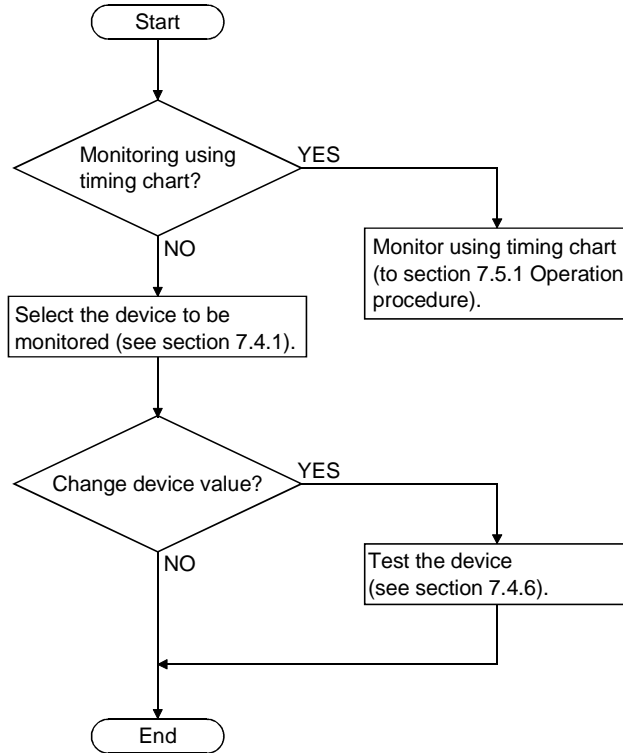 Start
Monitoring using
timing chart?
YES
NO
Monitor using timing chart
(to section 7.5.1 Operation
procedure).
Select the device to be
monitored (see section 7.4.1).
Change device value?
YES
NO
Test the device
(see section 7.4.6).
End